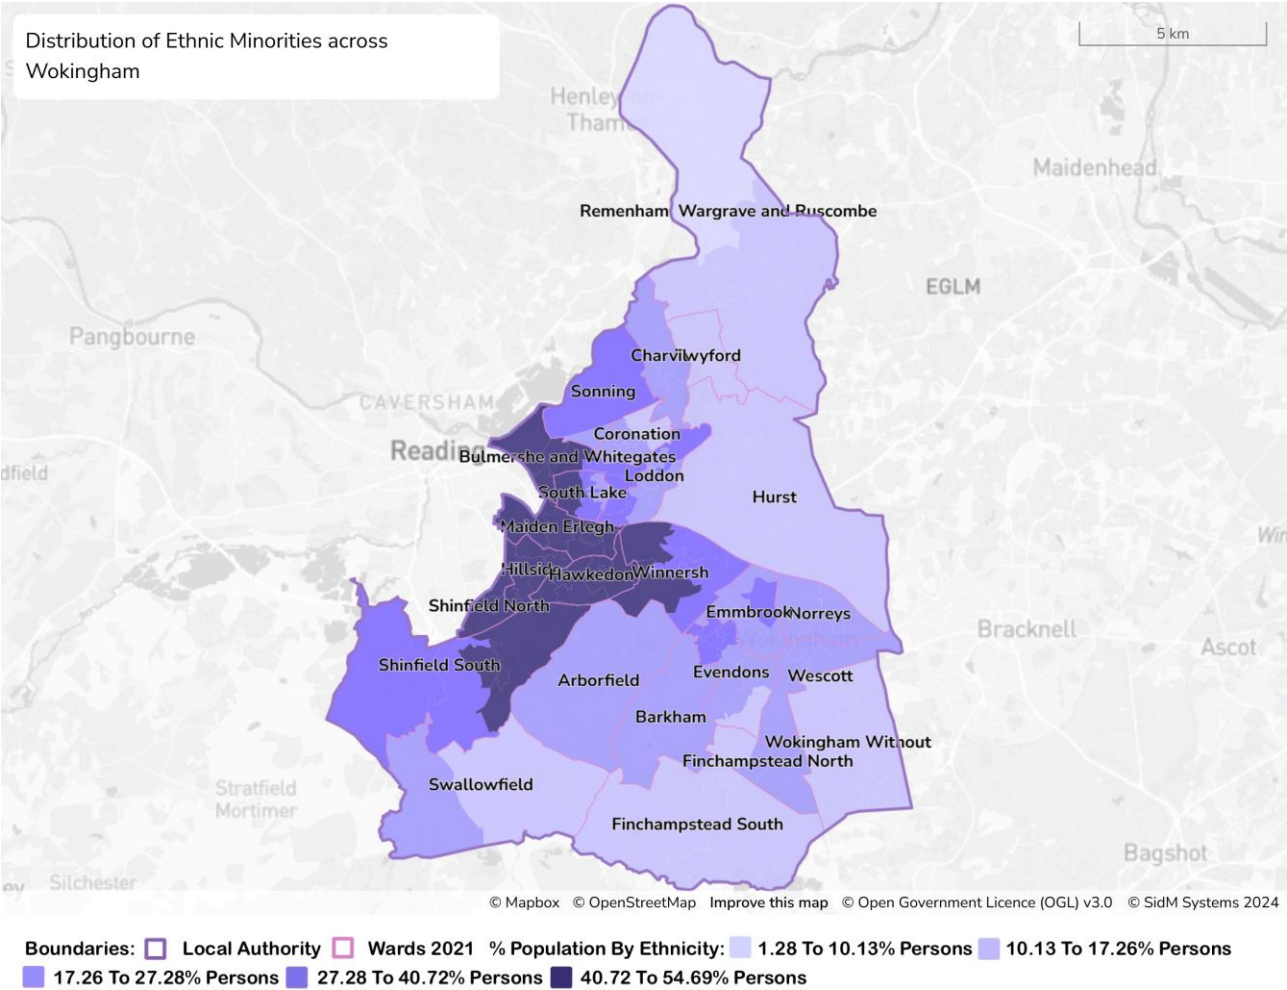 Distribution of Ethnic Minorities across
Wokingham
5 km
Henley
Thames
Maidenhead
Remenham, Wargrave and Ruscombe
EGLM
Pangbourne
Charvil
Twyford
Sonning
CAVERSHAM
Coronation
Reading
Bulmershe and Whitegates
Loddon
South Lake
Hurst
Maiden Erlegh
Hillside
Hawkedon
Winnersh
Shinfield North
Emmbrook
Norreys
Wokingham
Bracknell
Ascot
Shinfield South
Arborfield
Evendons
Wescott
Barkham
Wokingham Without
Finchampstead North
Swallowfield
Stratfield
Mortimer
Finchampstead South
Bagshot
Silchester
© Mapbox © OpenStreetMap Improve this map © Open Government Licence (OGL) v3.0 © SidM Systems 2024
Boundaries: Local Authority Wards 2021 % Population By Ethnicity: 1.28 To 10.13% Persons 10.13 To 17.26% Persons
17.26 To 27.28% Persons 27.28 To 40.72% Persons 40.72 To 54.69% Persons